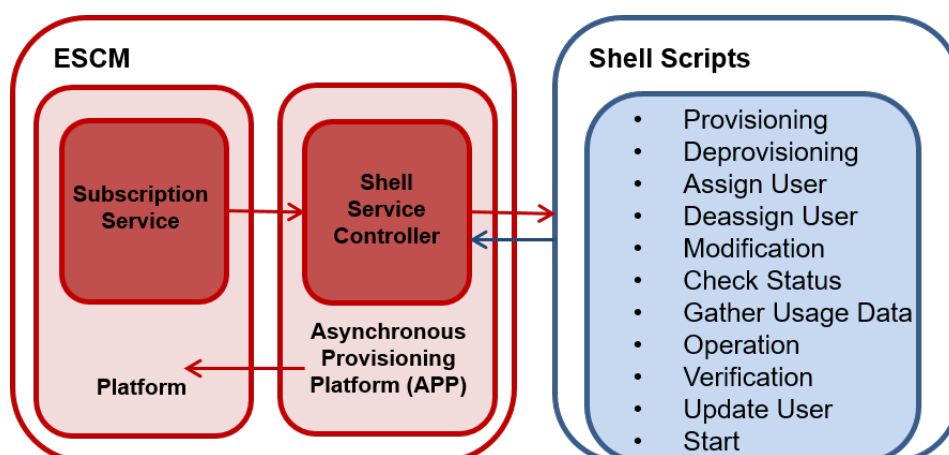 ESCM
Subscription
Service
Platform
Shell
Service
Controller
Asynchronous
Provisioning
Platform (APP)
Shell Scripts
• Provisioning
• Deprovisioning
• Assign User
• Deassign User
• Modification
• Check Status
• Gather Usage Data
• Operation
• Verification
• Update User
• Start